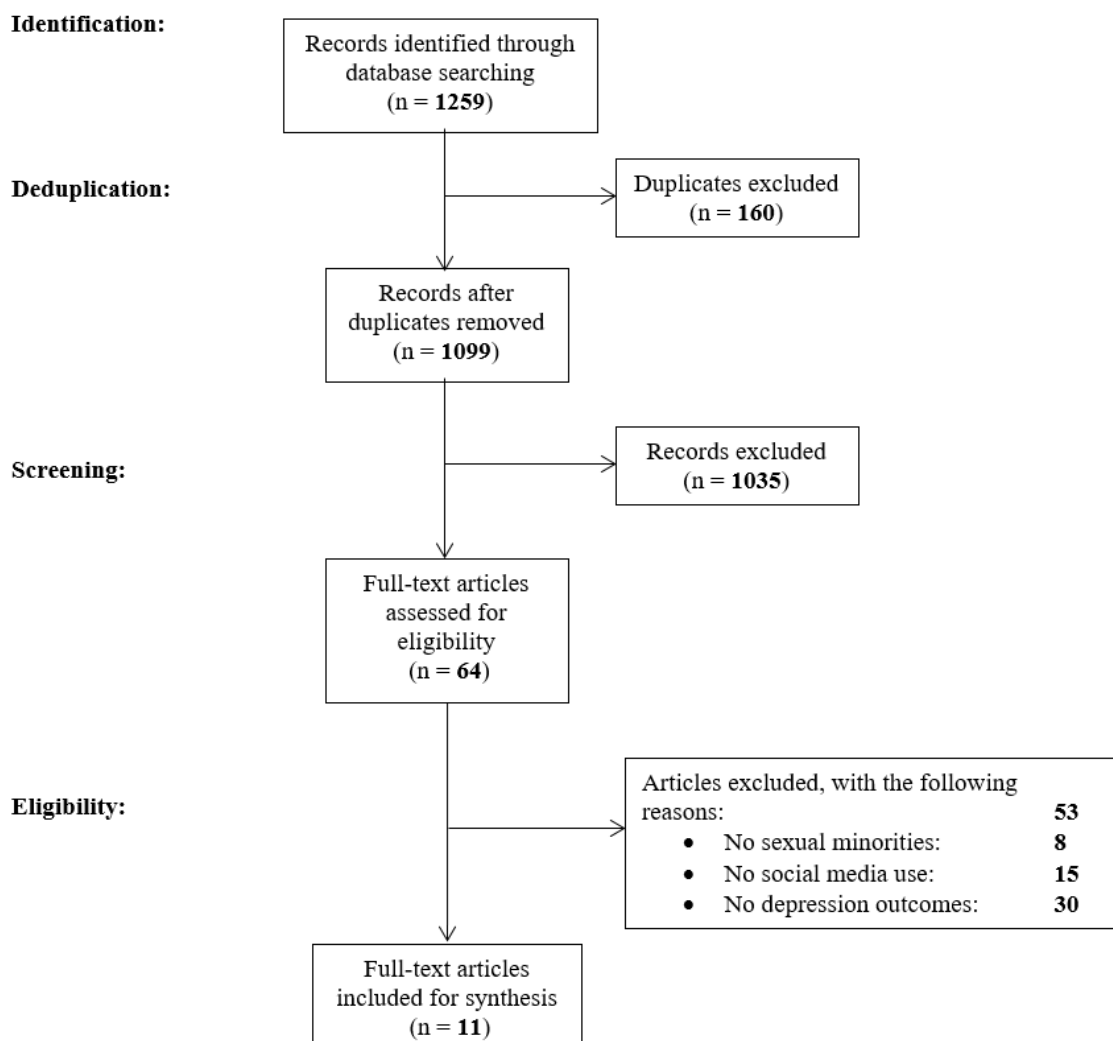 Identification:
Records identified through
database searching
(n = 1259)
Deduplication:
Duplicates excluded
(n = 160)
Records after
duplicates removed
(n = 1099)
Screening:
Records excluded
(n = 1035)
Full-text articles
assessed for
eligibility
(n = 64)
Eligibility:
Articles excluded, with the following
reasons: 53
• No sexual minorities: 8
• No social media use: 15
• No depression outcomes: 30
Full-text articles
included for synthesis
(n = 11)